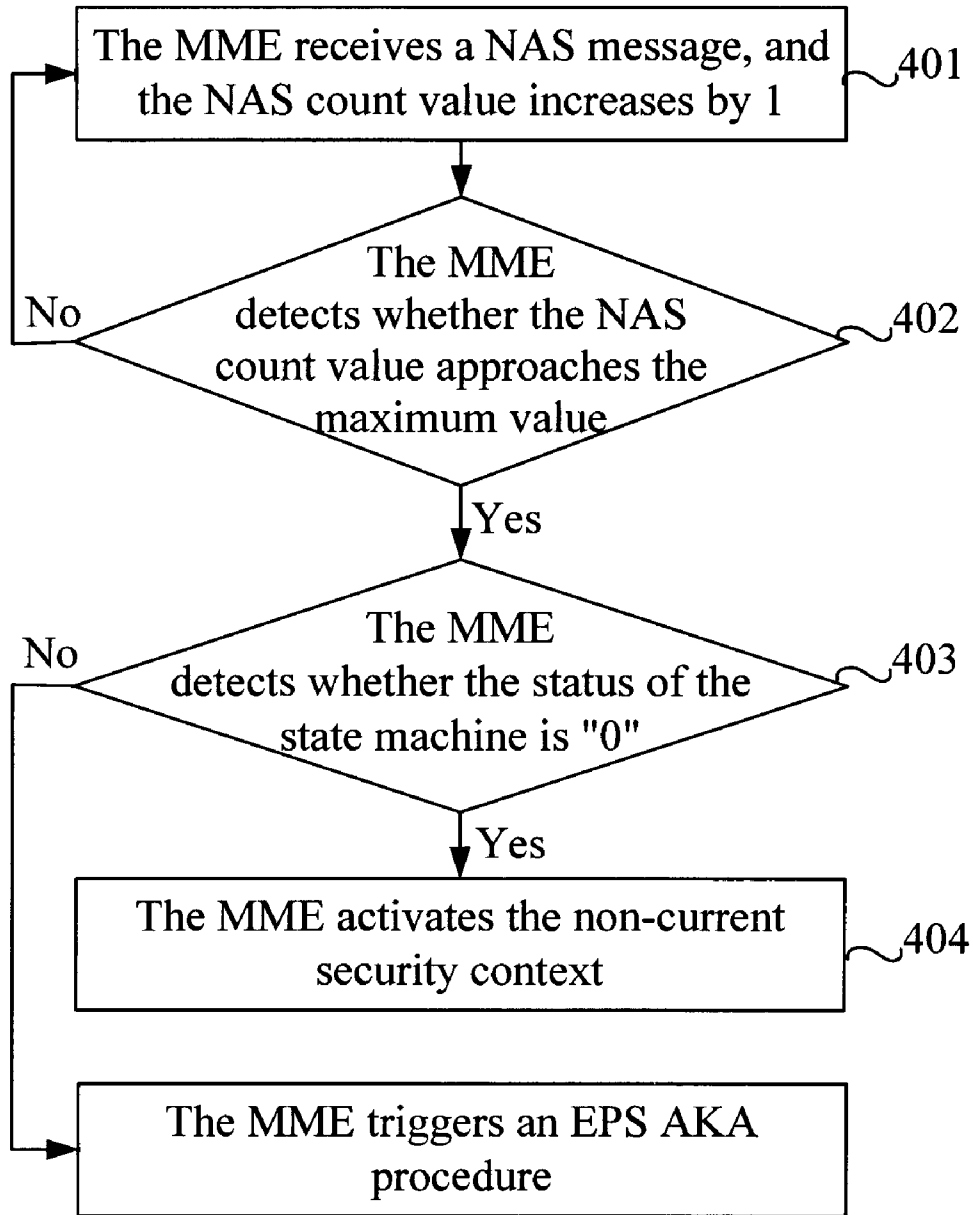 The MME receives a NAS message, and
the NAS count value increases by 1
401
The MME
detects whether the NAS
count value approaches the
maximum value
402
No
Yes
The MME
detects whether the status of the
state machine is "0"
403
No
Yes
The MME activates the non-current
security context
404
The MME triggers an EPS AKA
procedure